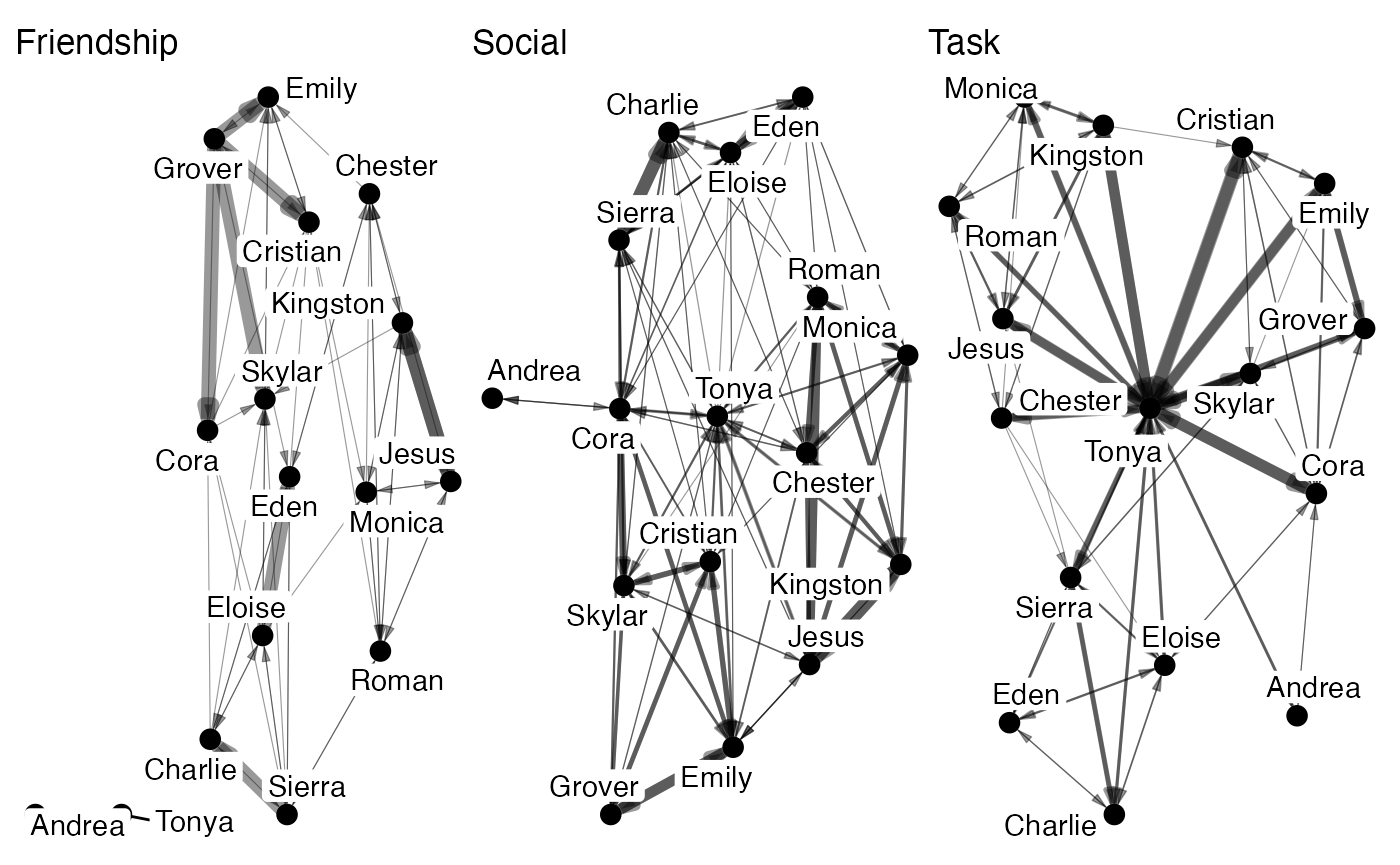 Friendship
Emily
Grover
Chester
Cristian
Kingston
Skylar
Cora
Jesus
Eden
Monica
Eloise
Roman
Charlie
Sierra
Andrea
Tonya
Social
Charlie
Eden
Eloise
Sierra
Roman
Monica
Andrea
Tonya
Cora
Chester
Cristian
Kingston
Skylar
Jesus
Emily
Grover
Task
Monica
Cristian
Kingston
Emily
Roman
Grover
Jesus
Chester
Skylar
Tonya
Cora
Sierra
Eloise
Eden
Andrea
Charlie